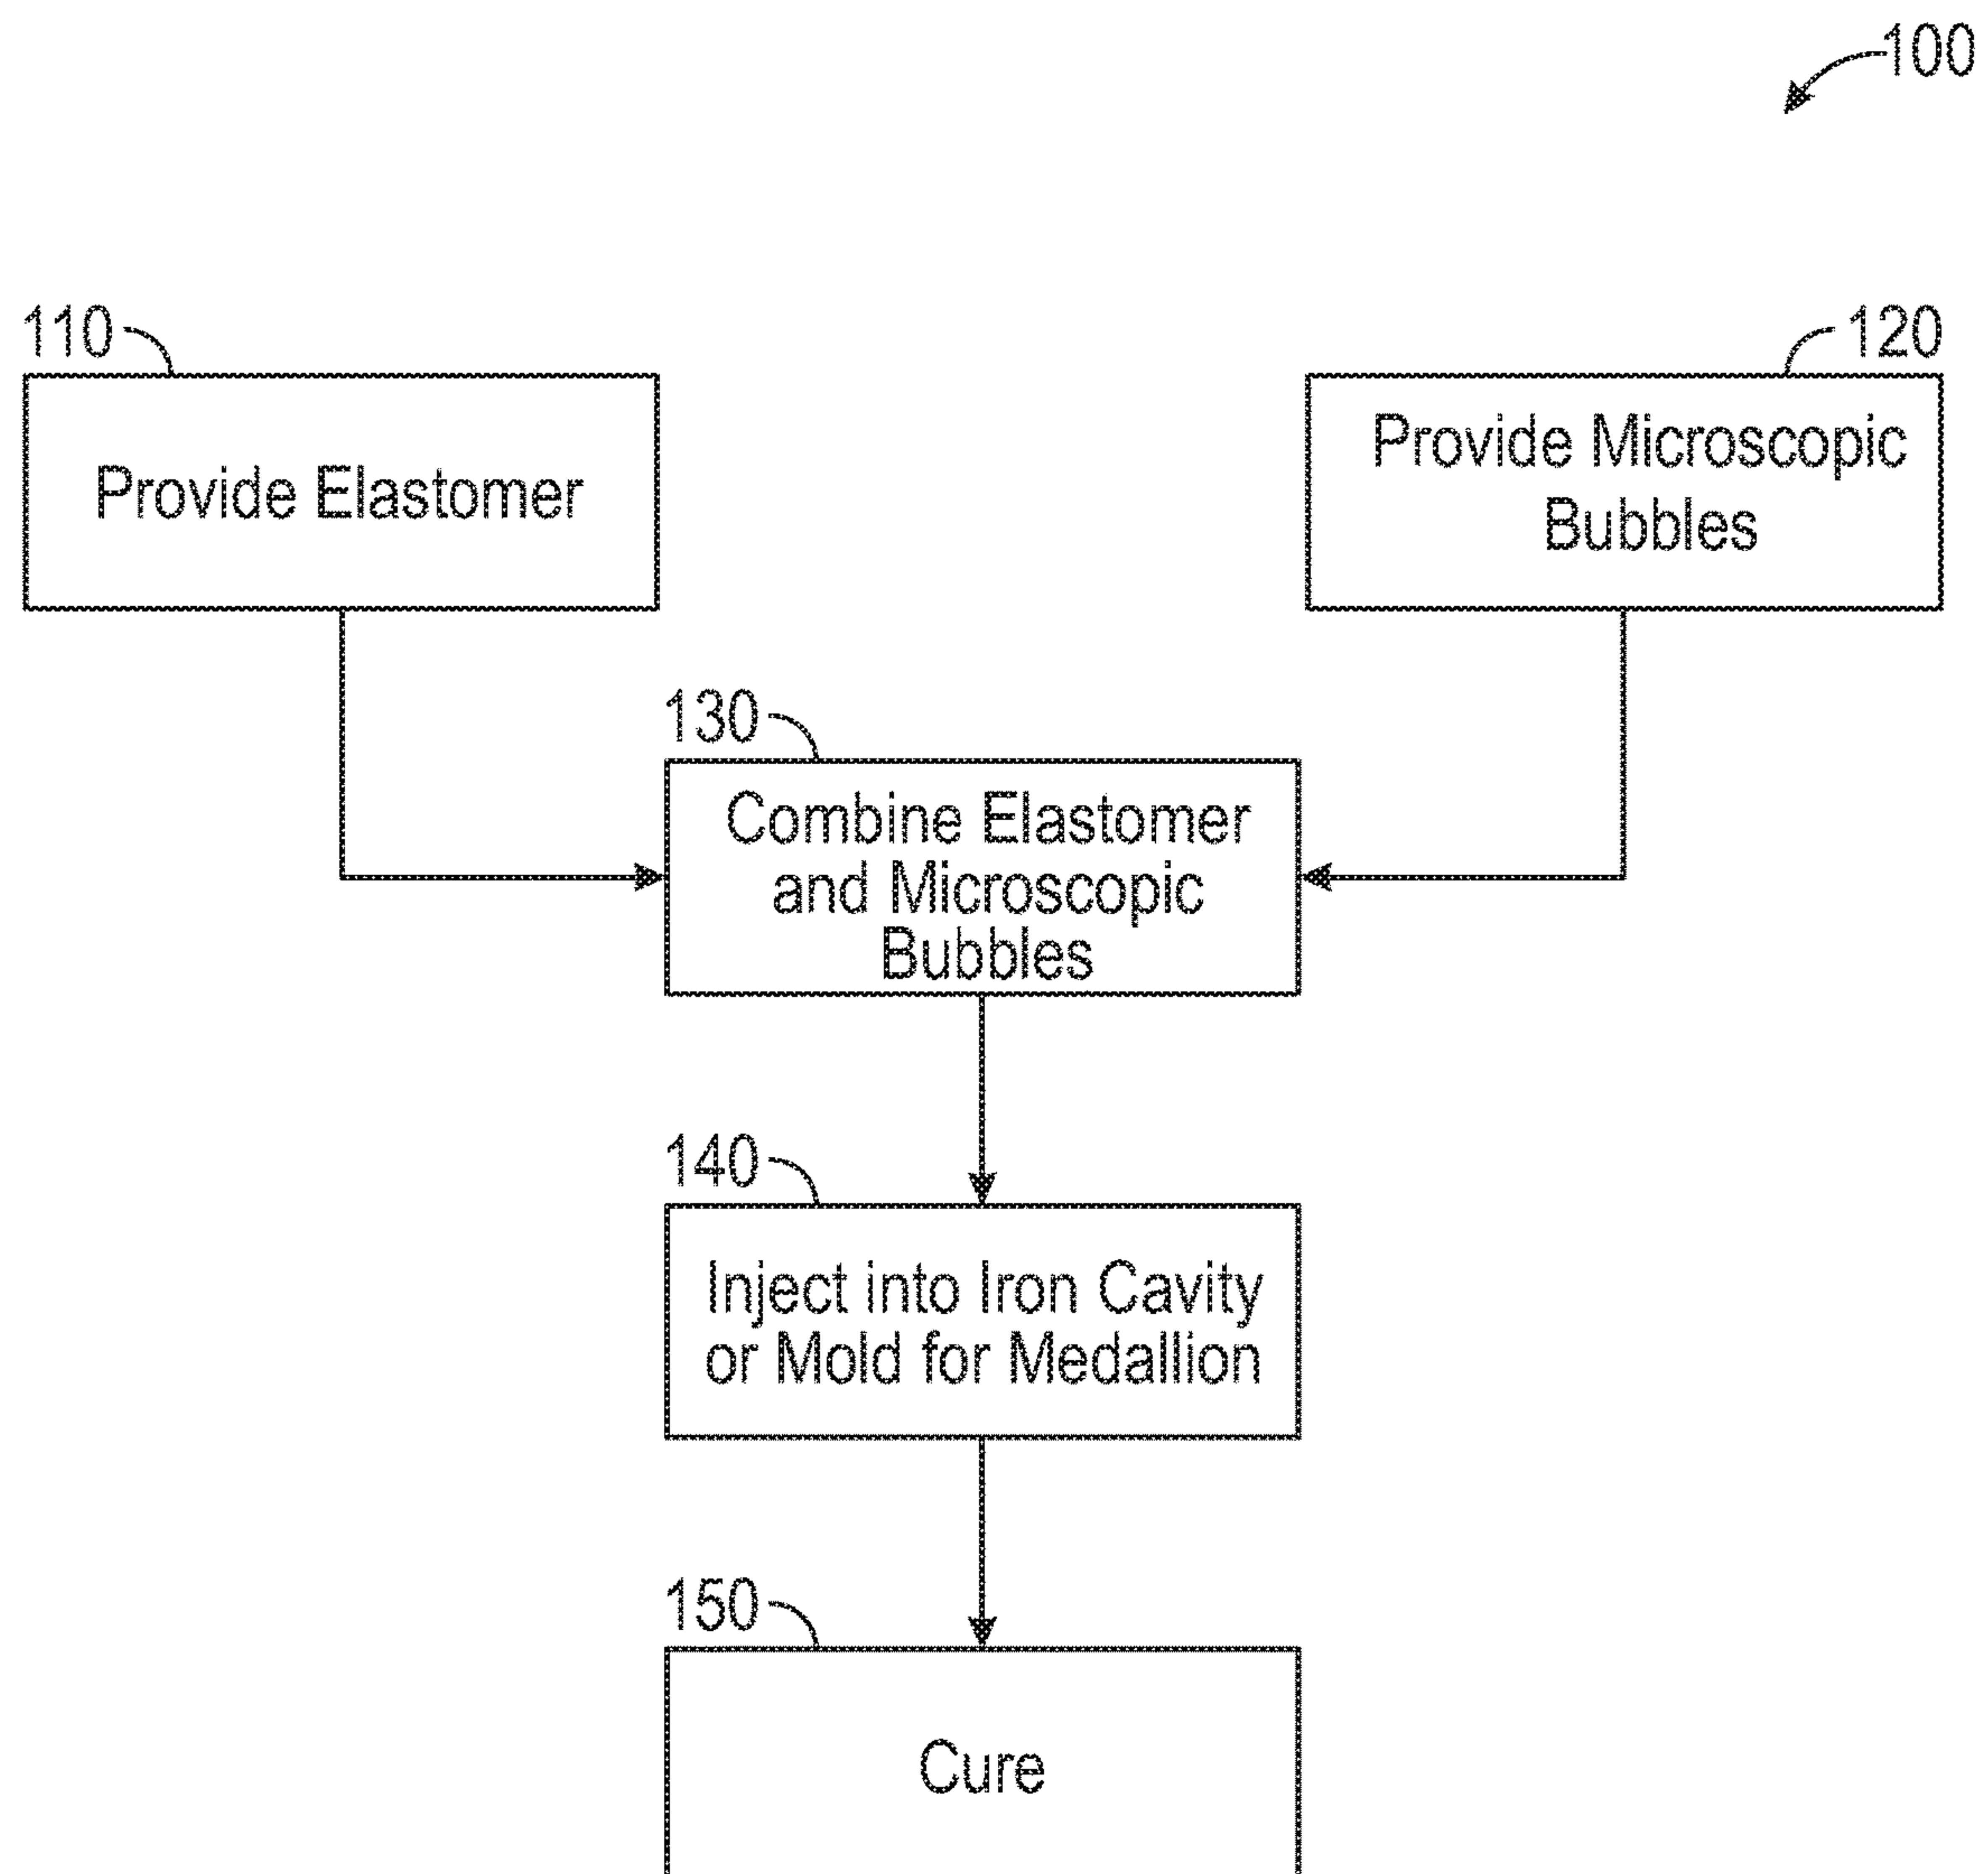 100
110
Provide Elastomer
120
Provide Microscopic
Bubbles
130
Combine Elastomer
and Microscopic
Bubbles
140
Inject into Iron Cavity
or Mold for Medallion
150
Cure